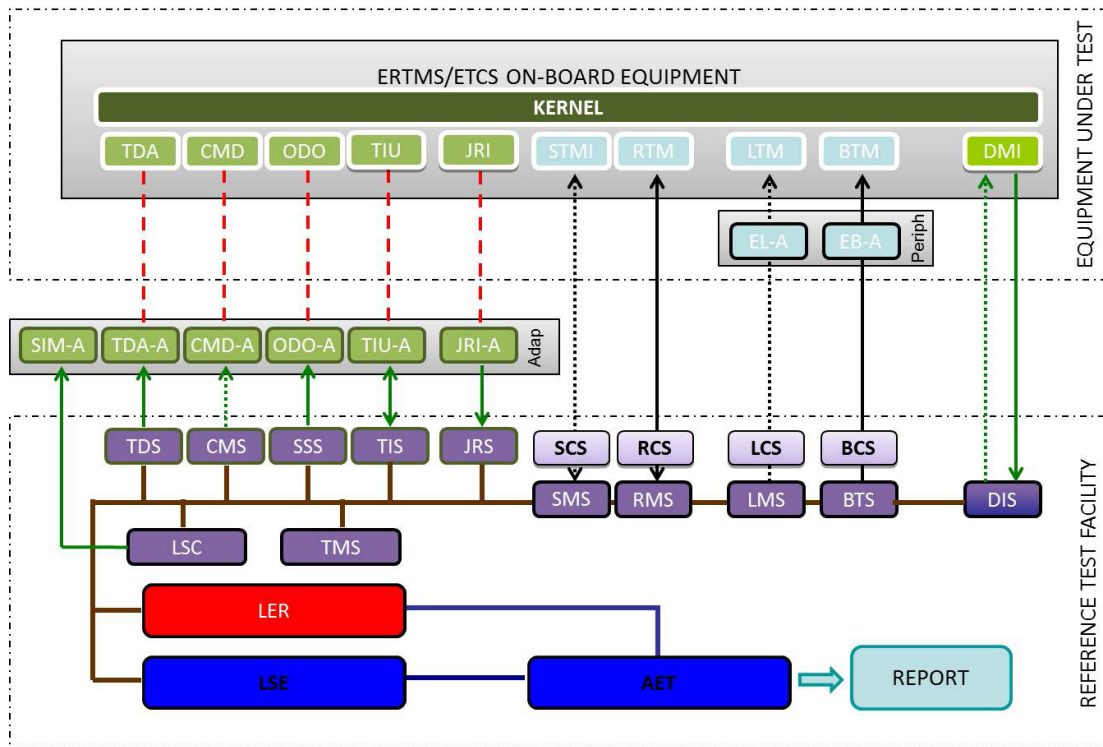 ERTMS/ETCS ON-BOARD EQUIPMENT
KERNEL
TDA CMD ODO TIU JRI STMI RTM LTM BTM DMI
EQUIPMENT UNDER TEST
EL-A EB-A Periph
SIM-A TDA-A CMD-A ODO-A TIU-A JRI-A Adap
TDS CMS SSS TIS JRS SCS RCS LCS BCS
SMS RMS LMS BTS DIS
LSC TMS
LER
LSE AET REPORT
REFERENCE TEST FACILITY